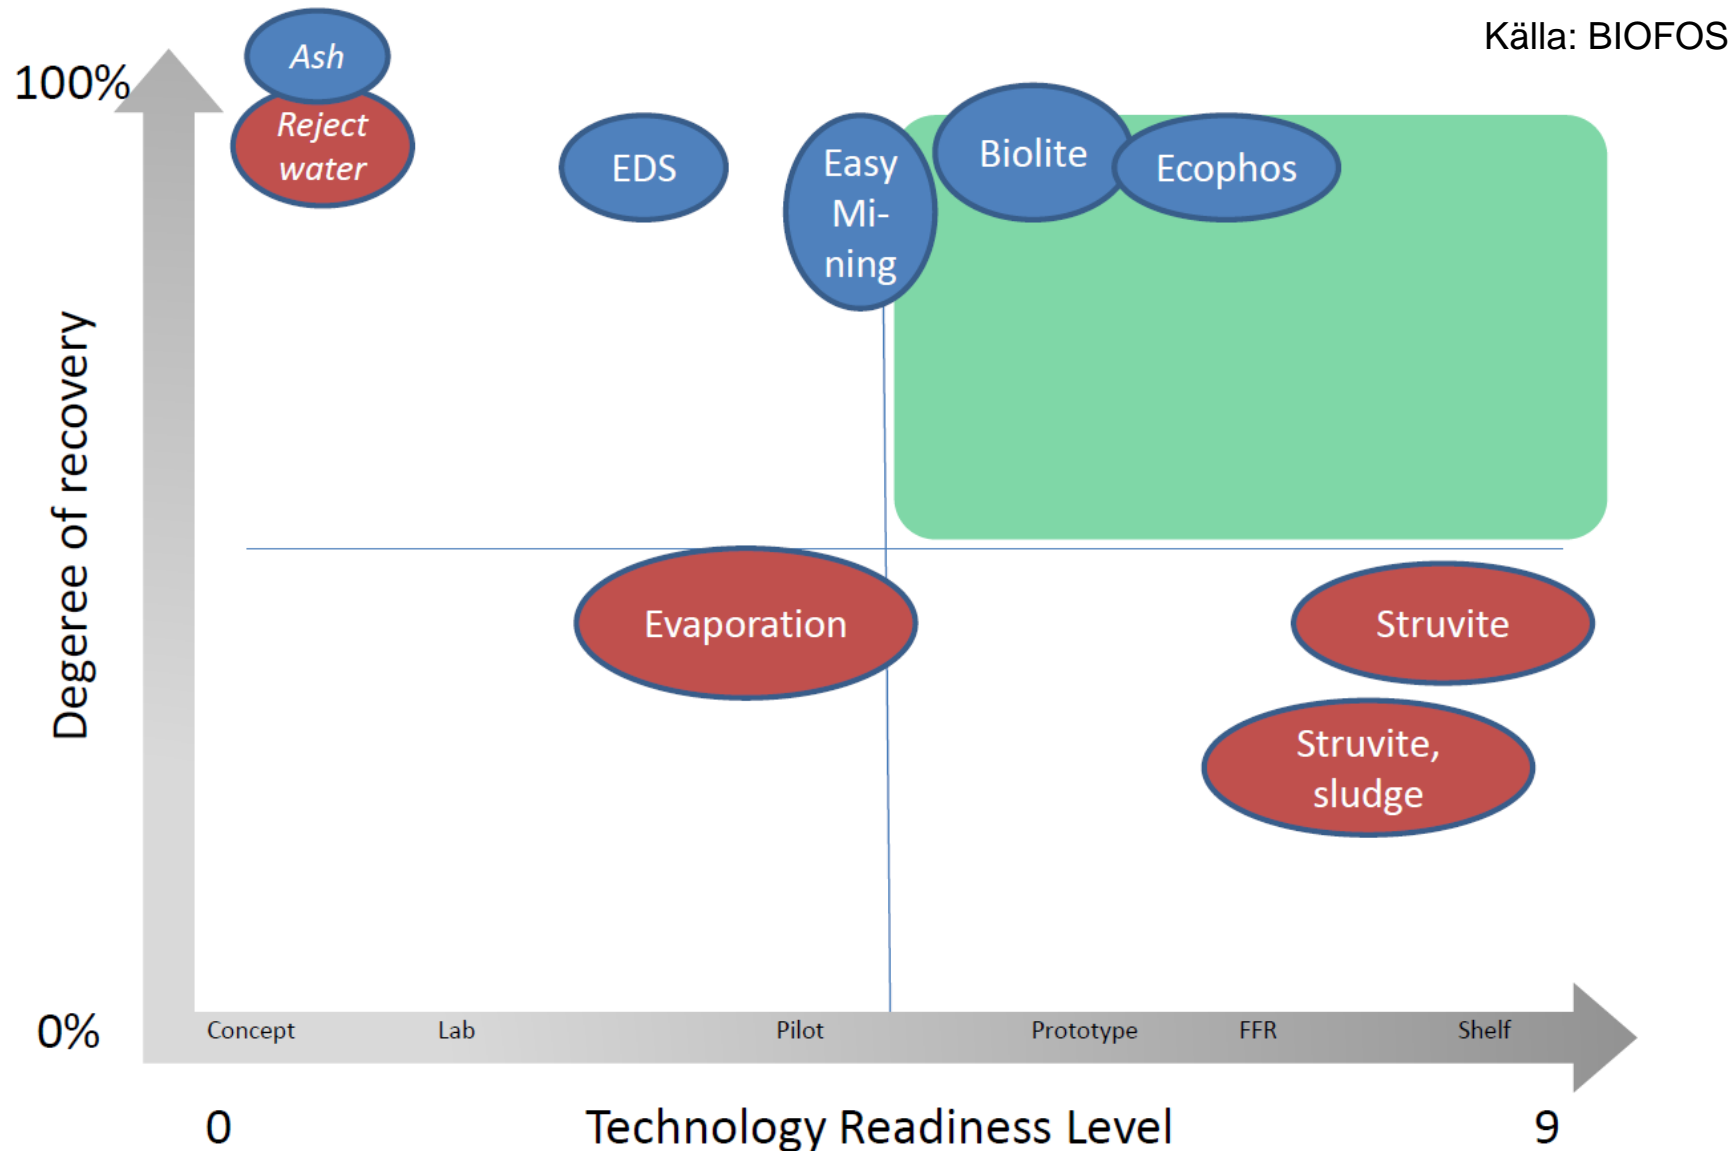 Källa: BIOFOS
100%
Ash
Reject
water
EDS
Easy
Mi-
ning
Biolite
Ecophos
Degeree of recovery
Evaporation
Struvite
Struvite,
sludge
0%
Concept
Lab
Pilot
Prototype
FFR
Shelf
0
Technology Readiness Level
9